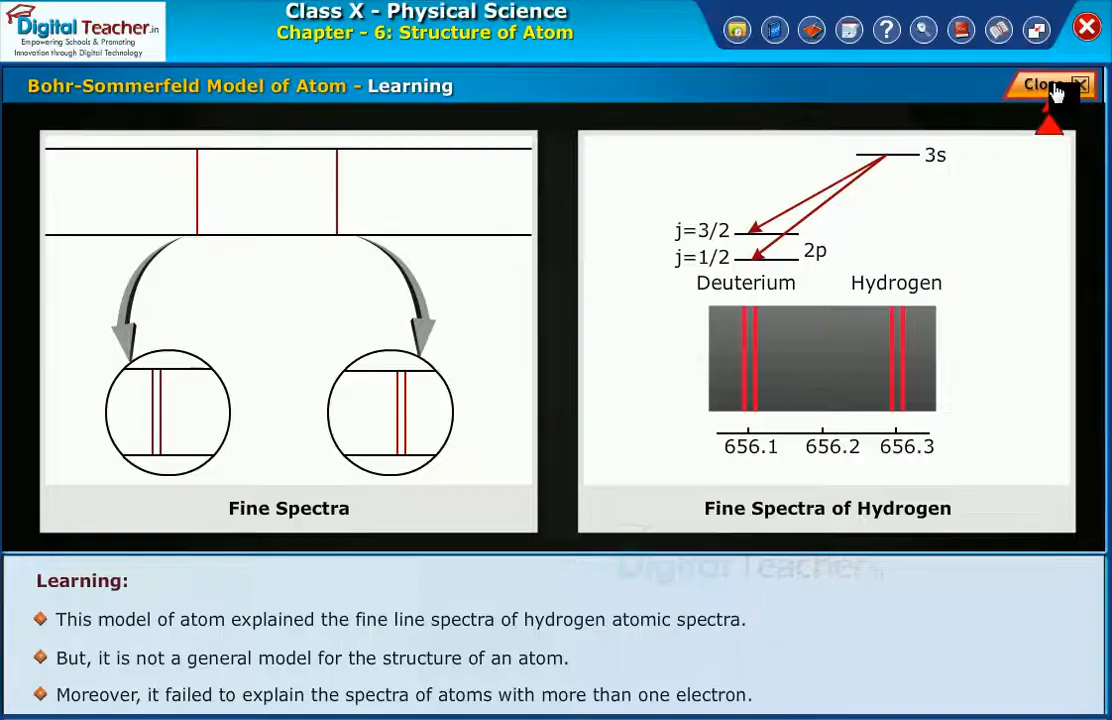 Digital Teacher.in
Empowering Schools & Promoting
Innovation through Digital Technology
Class X - Physical Science
Chapter - 6: Structure of Atom
?
Bohr-Sommerfeld Model of Atom - Learning
3s
j=3/2
j=1/2
2p
Deuterium Hydrogen
656.1 656.2 656.3
Fine Spectra
Fine Spectra of Hydrogen
Digital Teacher.in
Learning:
This model of atom explained the fine line spectra of hydrogen atomic spectra.
But, it is not a general model for the structure of an atom.
Moreover, it failed to explain the spectra of atoms with more than one electron.